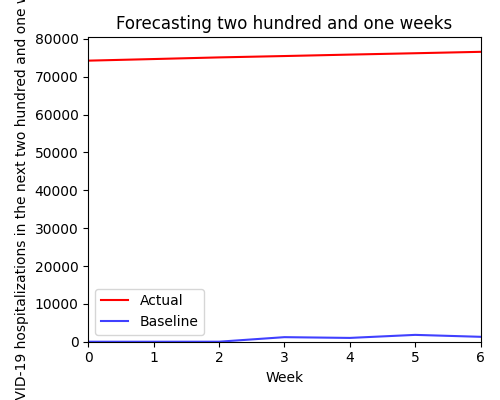 Forecasting two hundred and one weeks
VID-19 hospitalizations in the next two hundred and one
80000
70000
60000
50000
40000
30000
20000
10000
0
Actual
Baseline
0 1 2 3 4 5 6
Week